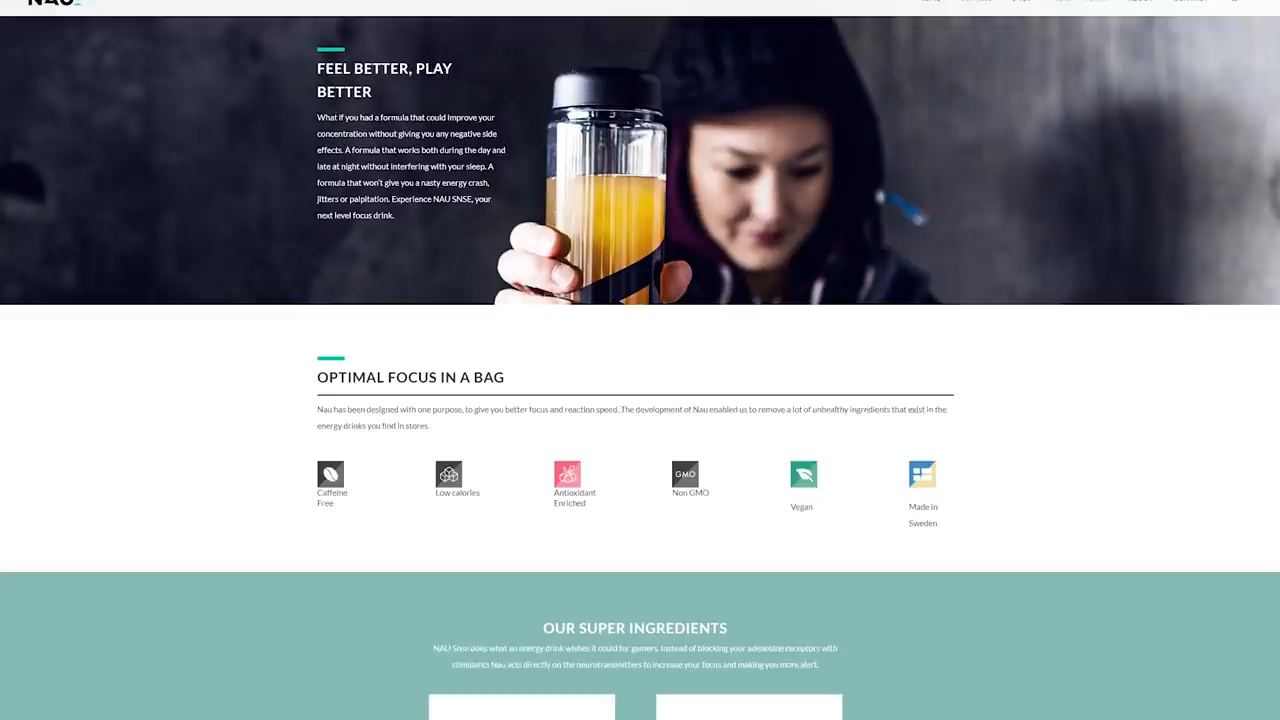 FEEL BETTER, PLAY
BETTER
What if you had a formula that could improve your
concentration without giving you any negative side
effects. A formula that works both during the day and
late at night without interfering with your sleep. A
formula that won't give you a nasty energy crash,
jitters or palpitation. Experience NAU SNSE, your
next level focus drink.
OPTIMAL FOCUS IN A BAG
Nau has been designed with one purpose, to give you better focus and reaction speed. The development of Nau enabled us to remove a lot of unhealthy ingredients that exist in the
energy drinks you find in stores.
GMO
Caffeine
Free
Low calories
Antioxidant
Enriched
Non GMO
Vegan
Made in
Sweden
OUR SUPER INGREDIENTS
NAU Snse does what an energy drink wishes it could for gamers. Instead of blocking your adenosine receptors with
stimulants Nau acts directly on the neurotransmitters to increase your focus and making you more alert.